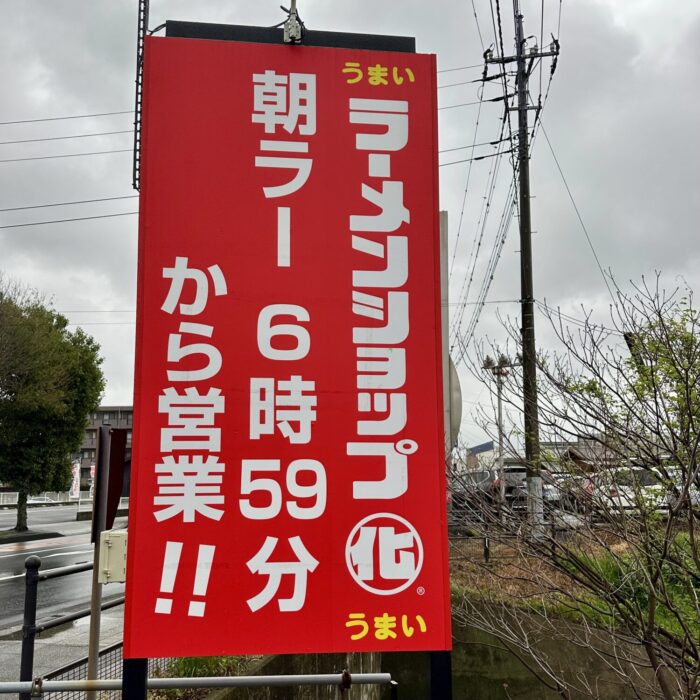 うまい
ラーメンショップ㊋
うまい
朝ラー 6時59分
から営業!!